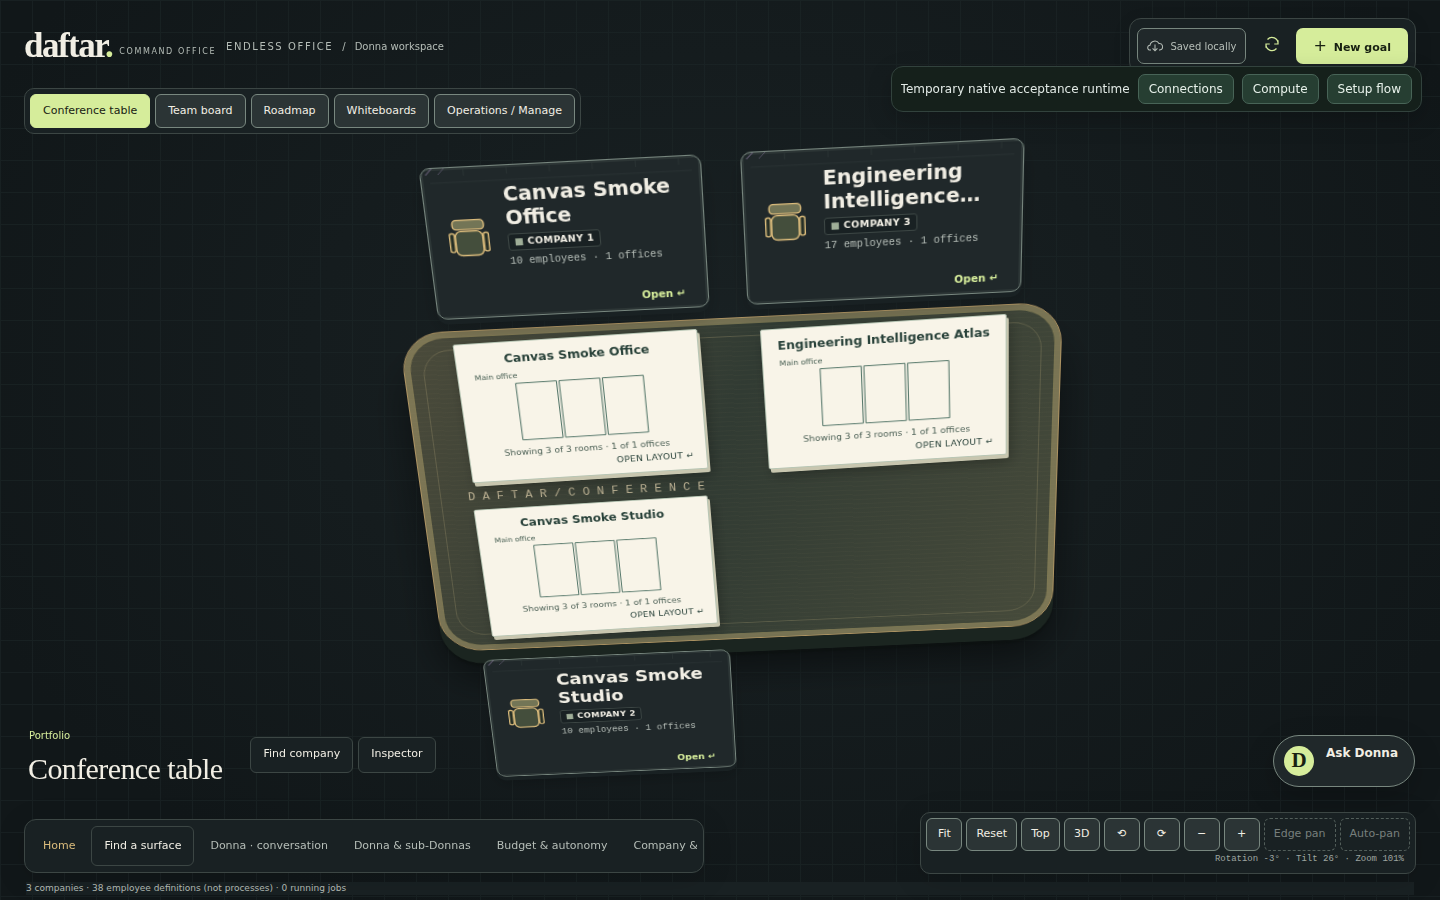 daftar. COMMAND OFFICE ENDLESS OFFICE / Donna workspace
Saved locally
+ New goal
Temporary native acceptance runtime Connections Compute Setup flow
Conference table Team board Roadmap Whiteboards Operations / Manage
Canvas Smoke
Office
COMPANY 1
10 employees · 1 offices
Open ↵
Engineering
Intelligence…
COMPANY 3
17 employees · 1 offices
Open ↵
Canvas Smoke Office
Main office
Showing 3 of 3 rooms · 1 of 1 offices
OPEN LAYOUT ↵
Engineering Intelligence Atlas
Main office
Showing 3 of 3 rooms · 1 of 1 offices
OPEN LAYOUT ↵
DAFTAR/CONFERENCE
Canvas Smoke Studio
Main office
Showing 3 of 3 rooms · 1 of 1 offices
OPEN LAYOUT ↵
Canvas Smoke
Studio
COMPANY 2
10 employees · 1 offices
Open ↵
Portfolio
Conference table
Find company Inspector
D Ask Donna
Home Find a surface Donna · conversation Donna & sub-Donnas Budget & autonomy Company &
Fit Reset Top 3D ⟲ ⟳ − + Edge pan Auto-pan
Rotation -3° · Tilt 26° · Zoom 101%
3 companies · 38 employee definitions (not processes) · 0 running jobs